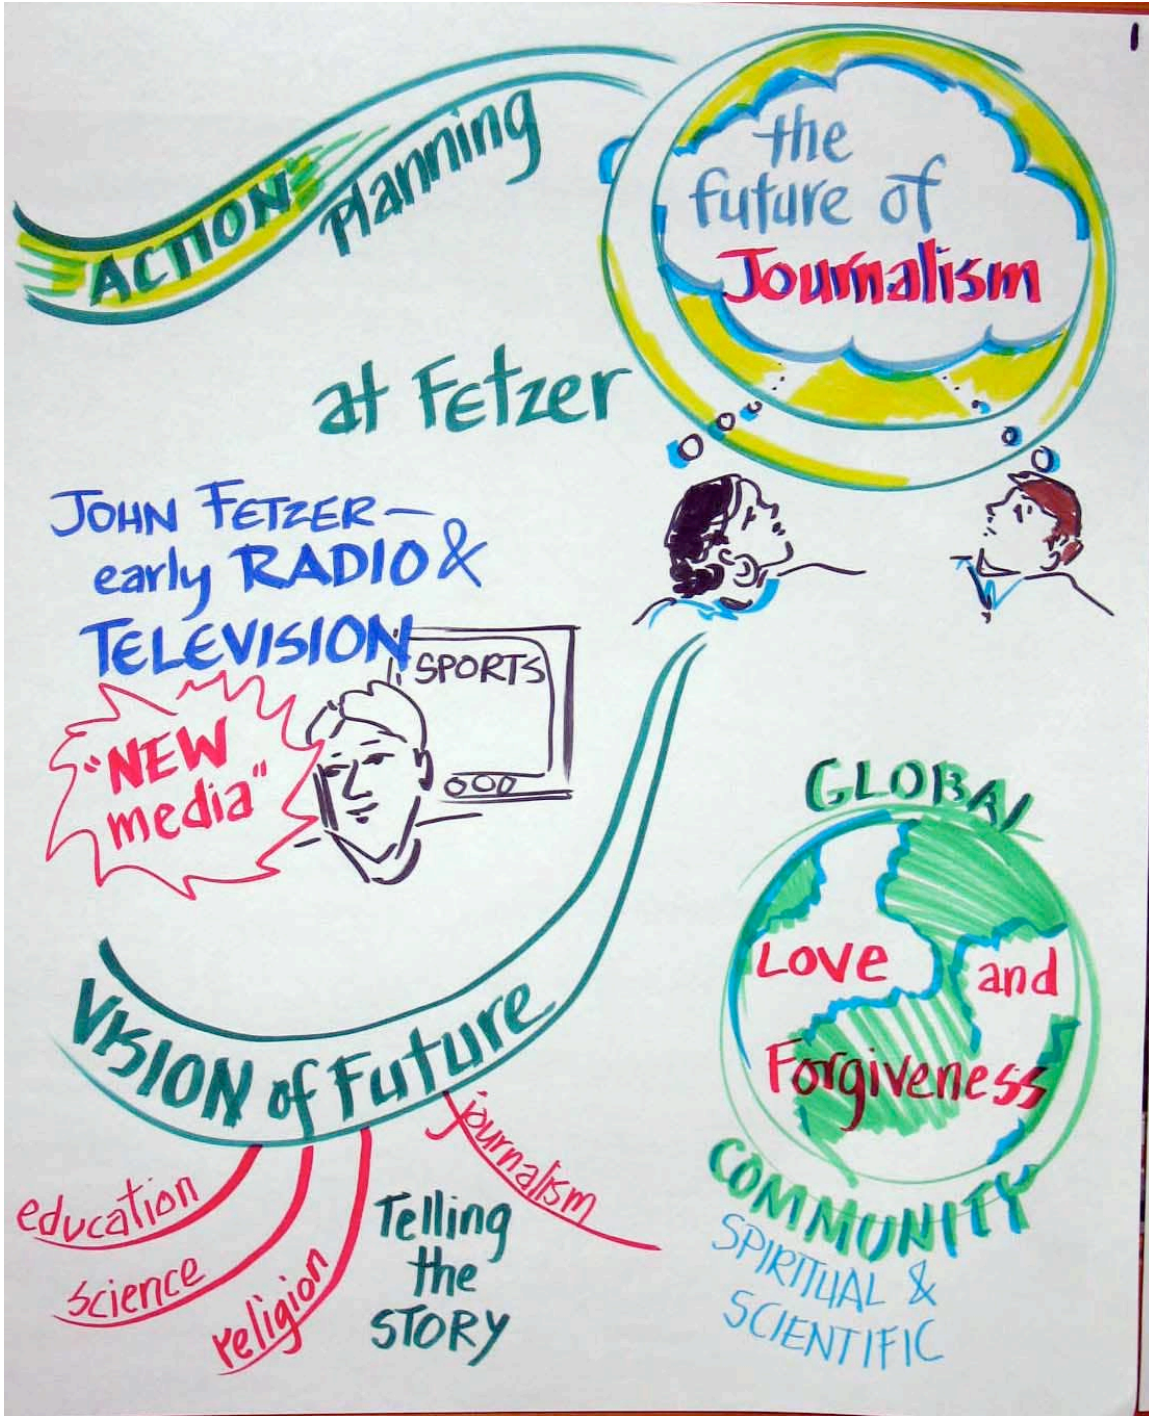 1
ACTION Planning
the
future of
Journalism
at Fetzer
JOHN FETZER –
early RADIO &
TELEVISION
SPORTS
"NEW
media"
VISION of Future
education
science
religion
journalism
Telling
the
STORY
GLOBAL
Love and
Forgiveness
COMMUNITY
SPIRITUAL &
SCIENTIFIC